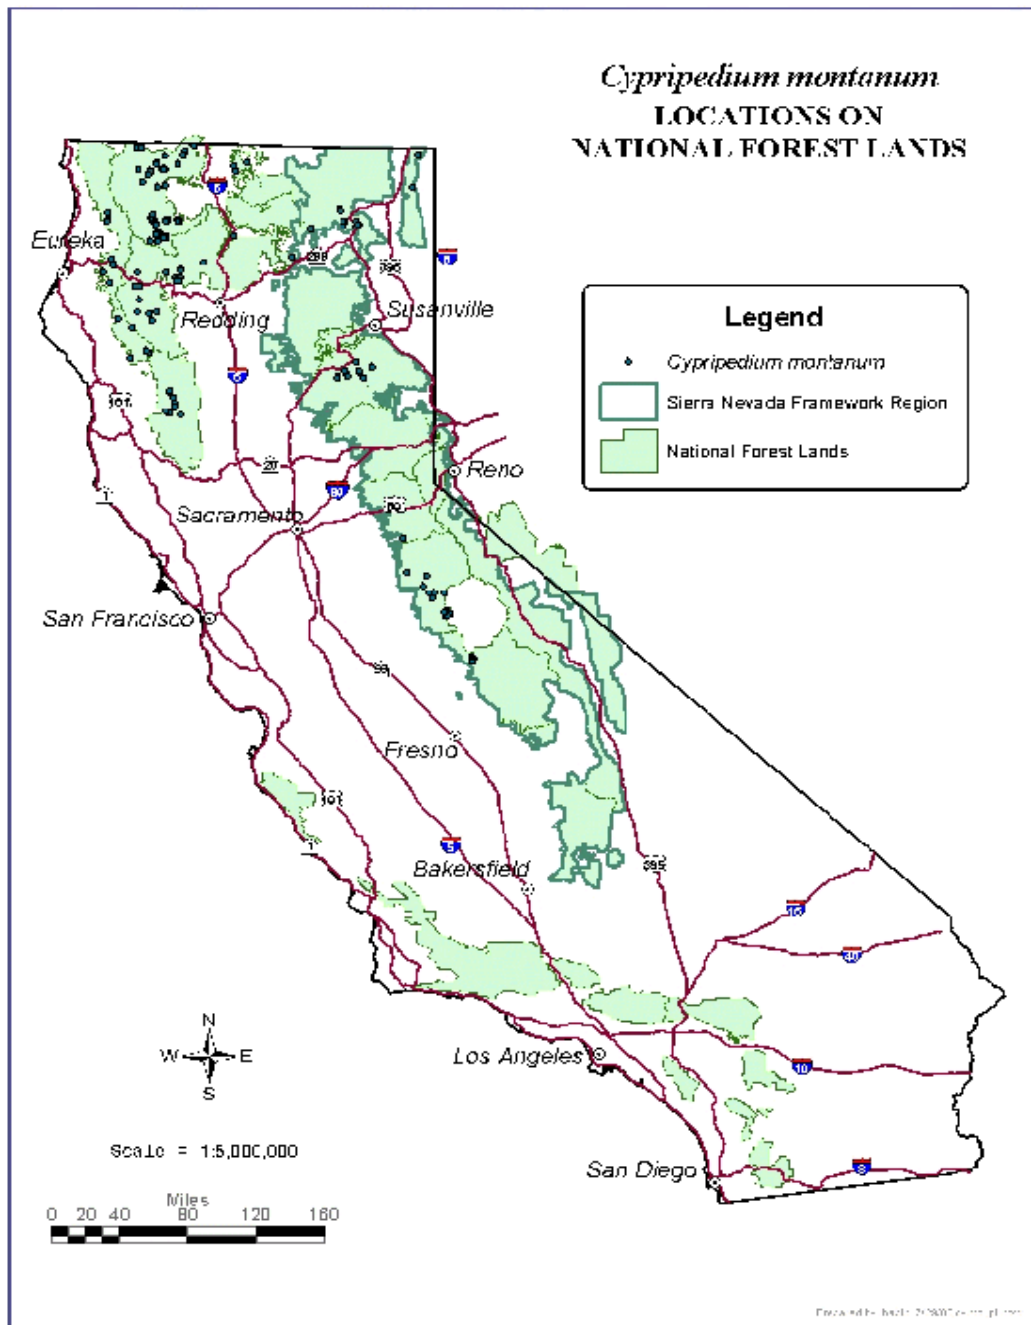 Cypripedium montanum
LOCATIONS ON
NATIONAL FOREST LANDS
5
Eureka
299
395
Redding
Susanville
Legend
Cypripedium montanum
Sierra Nevada Framework Region
National Forest Lands
5
101
20
Reno
1
80
50
Sacramento
San Francisco
99
Fresno
101
1
5
Bakersfield
395
15
40
N
W E
S
Los Angeles
10
Scale = 1:5,000,000
San Diego
8
Miles
0 20 40 80 120 160